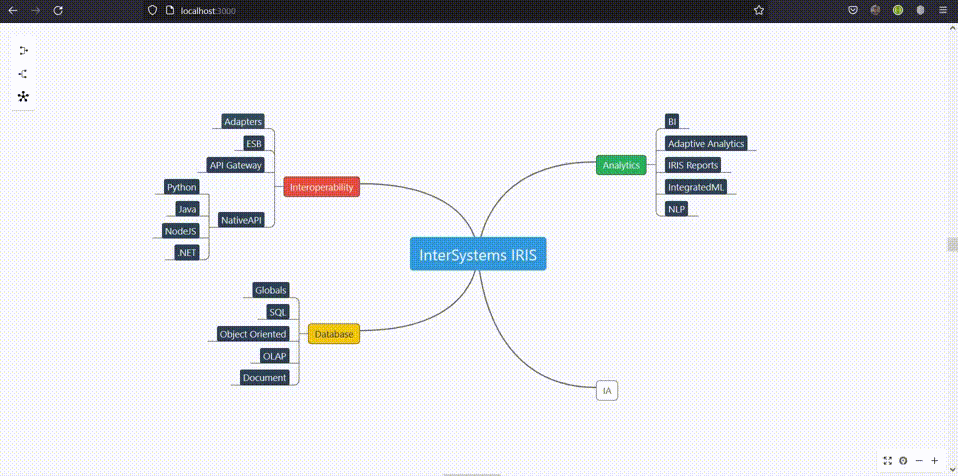 localhost:3000
Adapters
ESB
API Gateway
Python
Java
NodeJS
.NET
NativeAPI
Interoperability
Globals
SQL
Object Oriented
OLAP
Document
Database
InterSystems IRIS
Analytics
BI
Adaptive Analytics
IRIS Reports
IntegratedML
NLP
IA